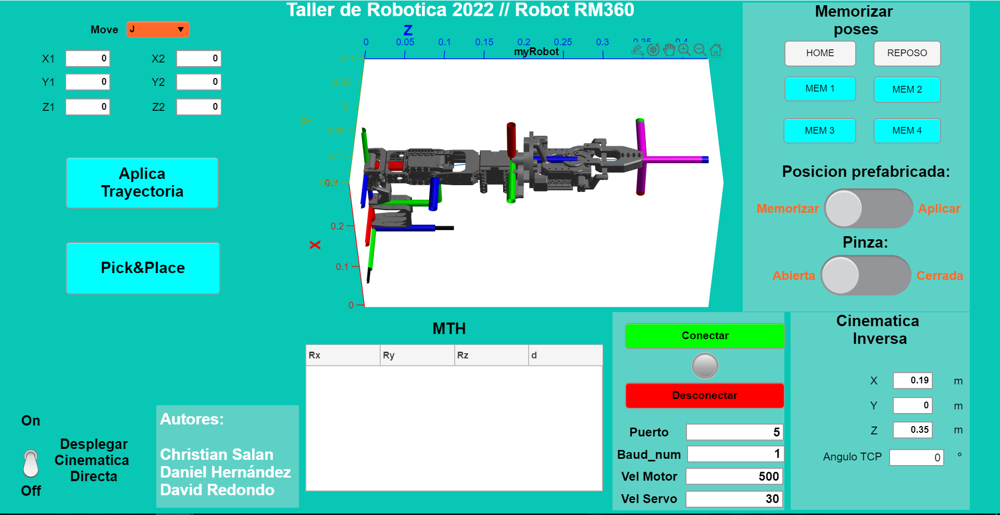 Taller de Robotica 2022 // Robot RM360
Move J
X1 0 X2 0
Y1 0 Y2 0
Z1 0 Z2 0
Aplica
Trayectoria
Pick&Place
Z
0 0.05 0.1 0.15 0.2 0.25 0.3 0.35 0.4
myRobot
-0.1
-0.05
0
Y
0.05
0.1
0.3
0.2
X
0.1
0
Memorizar
poses
HOME REPOSO
MEM 1 MEM 2
MEM 3 MEM 4
Posicion prefabricada:
Memorizar Aplicar
Pinza:
Abierta Cerrada
MTH
Rx Ry Rz d
Conectar
Desconectar
Puerto 5
Baud_num 1
Vel Motor 500
Vel Servo 30
Cinematica
Inversa
X 0.19 m
Y 0 m
Z 0.35 m
Angulo TCP 0 º
On
Desplegar
Cinematica
Directa
Off
Autores:
Christian Salan
Daniel Hernández
David Redondo